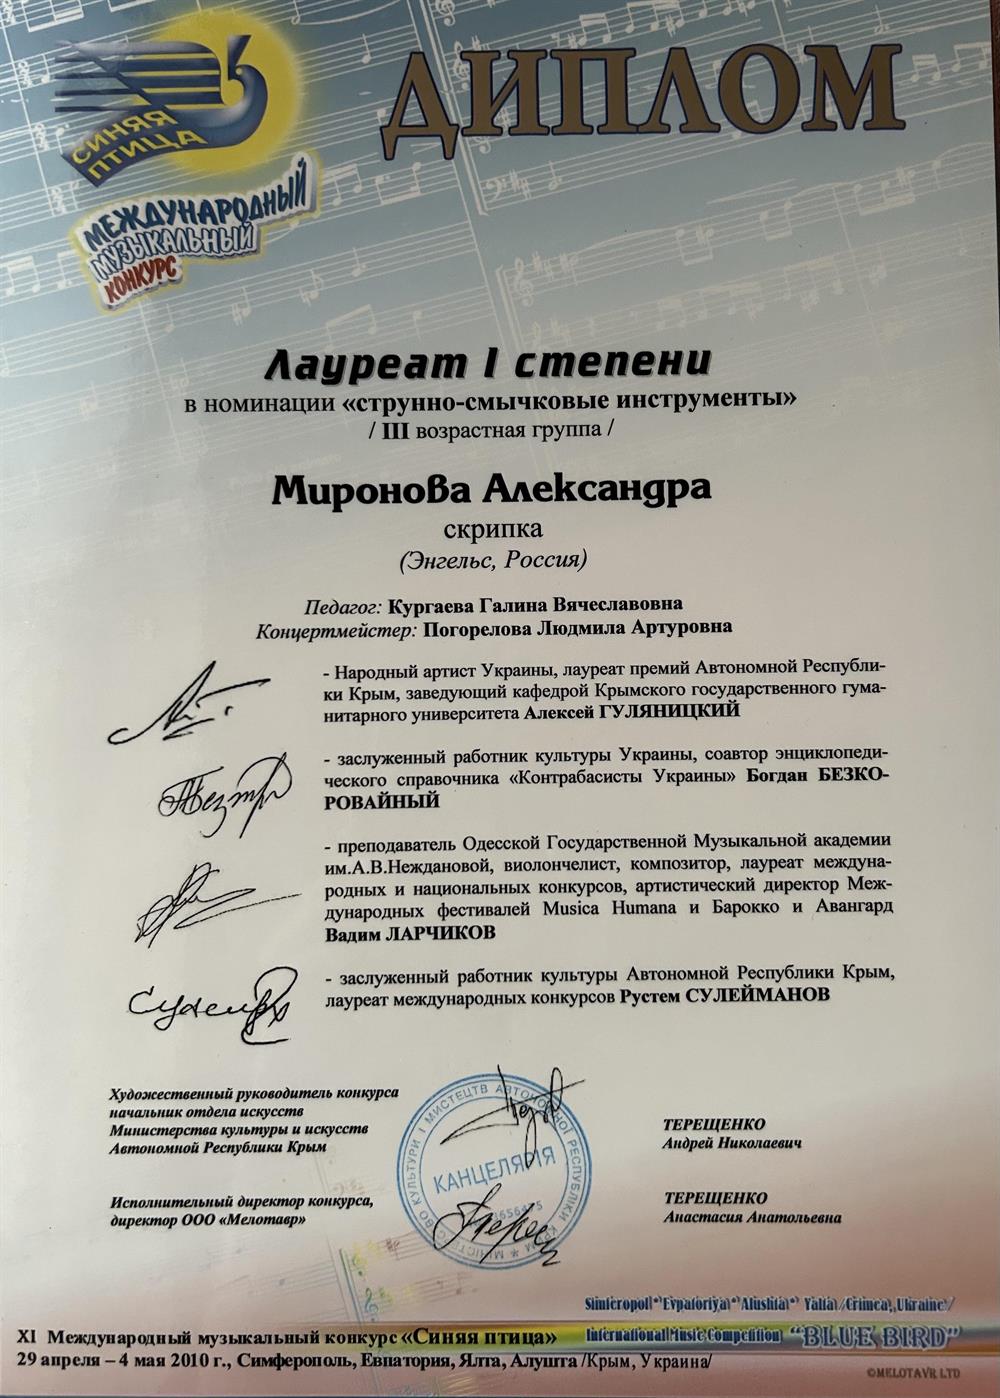 ДИПЛОМ
СИНЯЯ
ПТИЦА
МЕЖДУНАРОДНЫЙ
МУЗЫКАЛЬНЫЙ
КОНКУРС
Лауреат I степени
в номинации «струнно-смычковые инструменты»
/ III возрастная группа /
Миронова Александра
скрипка
(Энгельс, Россия)
Педагог: Кургаева Галина Вячеславовна
Концертмейстер: Погорелова Людмила Артуровна
- Народный артист Украины, лауреат премий Автономной Республи-
ки Крым, заведующий кафедрой Крымского государственного гума-
нитарного университета Алексей ГУЛЯНИЦКИЙ
- заслуженный работник культуры Украины, соавтор энциклопеди-
ческого справочника «Контрабасисты Украины» Богдан БЕЗКО-
РОВАЙНЫЙ
- преподаватель Одесской Государственной Музыкальной академии
им.А.В.Неждановой, виолончелист, композитор, лауреат междуна-
родных и национальных конкурсов, артистический директор Меж-
дународных фестивалей Musica Humana и Барокко и Авангард
Вадим ЛАРЧИКОВ
- заслуженный работник культуры Автономной Республики Крым,
лауреат международных конкурсов Рустем СУЛЕЙМАНОВ
Художественный руководитель конкурса
начальник отдела искусств
Министерства культуры и искусств
Автономной Республики Крым
ТЕРЕЩЕНКО
Андрей Николаевич
МІНІСТЕРСТВО КУЛЬТУРИ І МИСТЕЦТВ АВТОНОМНОЇ РЕСПУБЛІКИ КРИМ
КАНЦЕЛЯРІЯ
Исполнительный директор конкурса,
директор ООО «Мелотавр»
ТЕРЕЩЕНКО
Анастасия Анатольевна
Simferopol * Evpatoriya * Alushta * Yalta /Crimea, Ukraine/
International Music Competition "BLUE BIRD"
XI Международный музыкальный конкурс «Синяя птица»
29 апреля – 4 мая 2010 г., Симферополь, Евпатория, Ялта, Алушта /Крым, Украина/
©MELOTAVR LTD